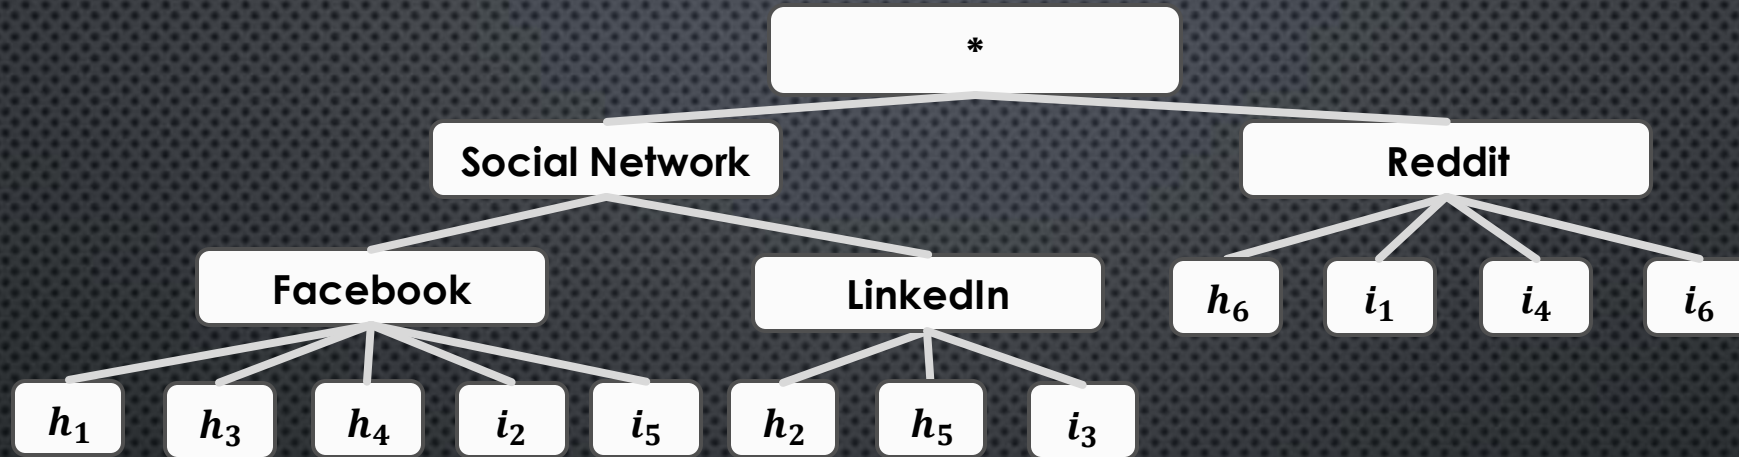 *
Social Network
Reddit
Facebook
LinkedIn
h₆
i₁
i₄
i₆
h₁
h₃
h₄
i₂
i₅
h₂
h₅
i₃